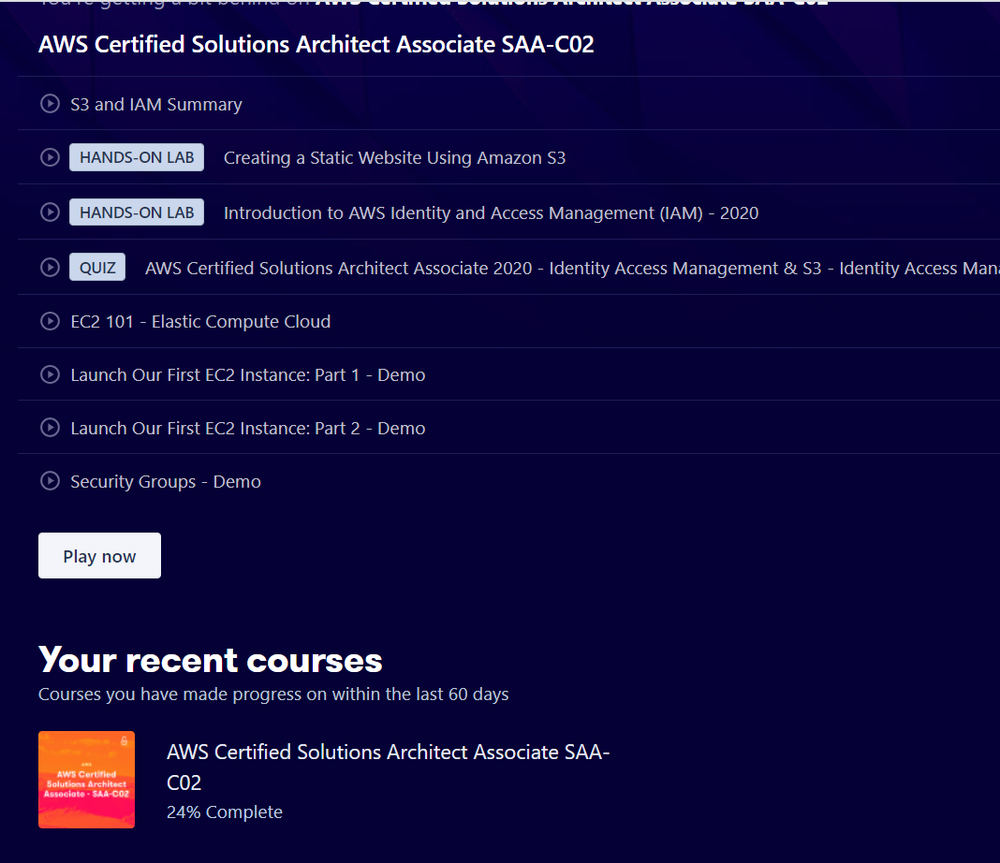 You're getting a bit behind on AWS Certified Solutions Architect Associate SAA-C02
AWS Certified Solutions Architect Associate SAA-C02
S3 and IAM Summary
HANDS-ON LAB Creating a Static Website Using Amazon S3
HANDS-ON LAB Introduction to AWS Identity and Access Management (IAM) - 2020
QUIZ AWS Certified Solutions Architect Associate 2020 - Identity Access Management & S3 - Identity Access Mana
EC2 101 - Elastic Compute Cloud
Launch Our First EC2 Instance: Part 1 - Demo
Launch Our First EC2 Instance: Part 2 - Demo
Security Groups - Demo
Play now
Your recent courses
Courses you have made progress on within the last 60 days
AWS
AWS Certified
Solutions Architect
Associate - SAA-C02
AWS Certified Solutions Architect Associate SAA-
C02
24% Complete